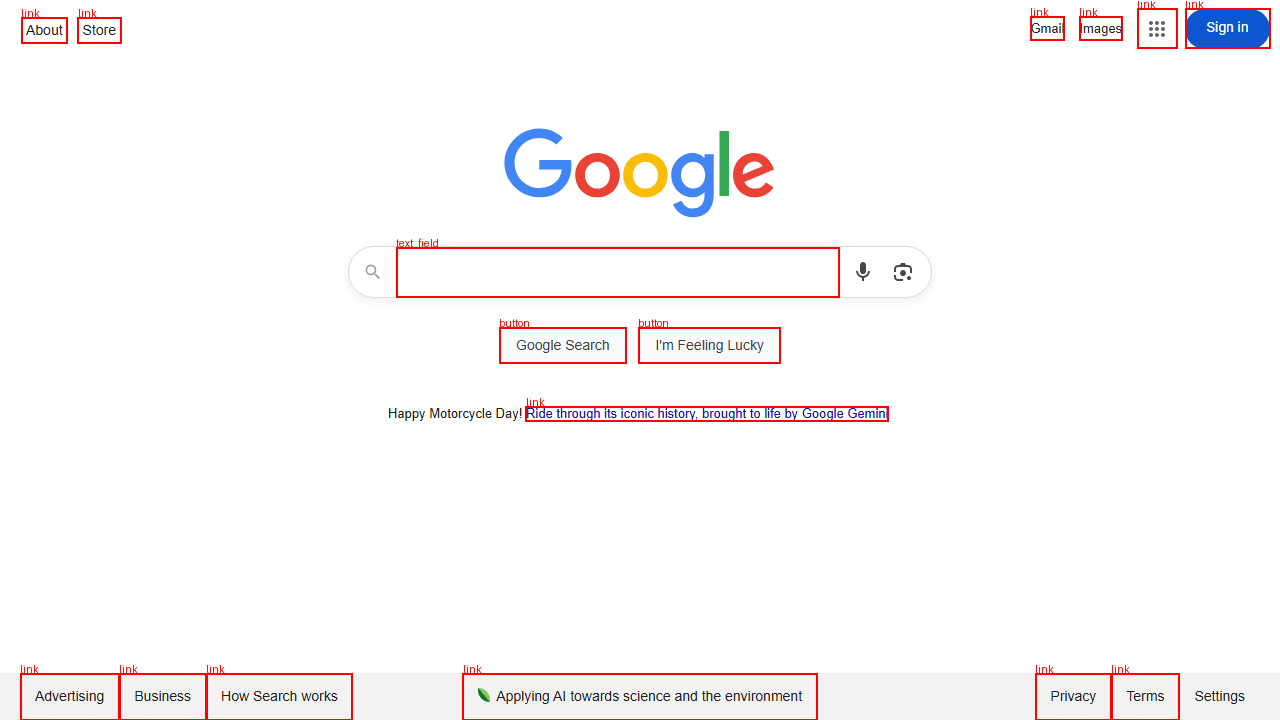 link link link link link link
About Store Gmail Images Sign in
Google
text_field
button button
Google Search I'm Feeling Lucky
link
Happy Motorcycle Day! Ride through its iconic history, brought to life by Google Gemini
link link link link link link
Advertising Business How Search works Applying AI towards science and the environment Privacy Terms Settings